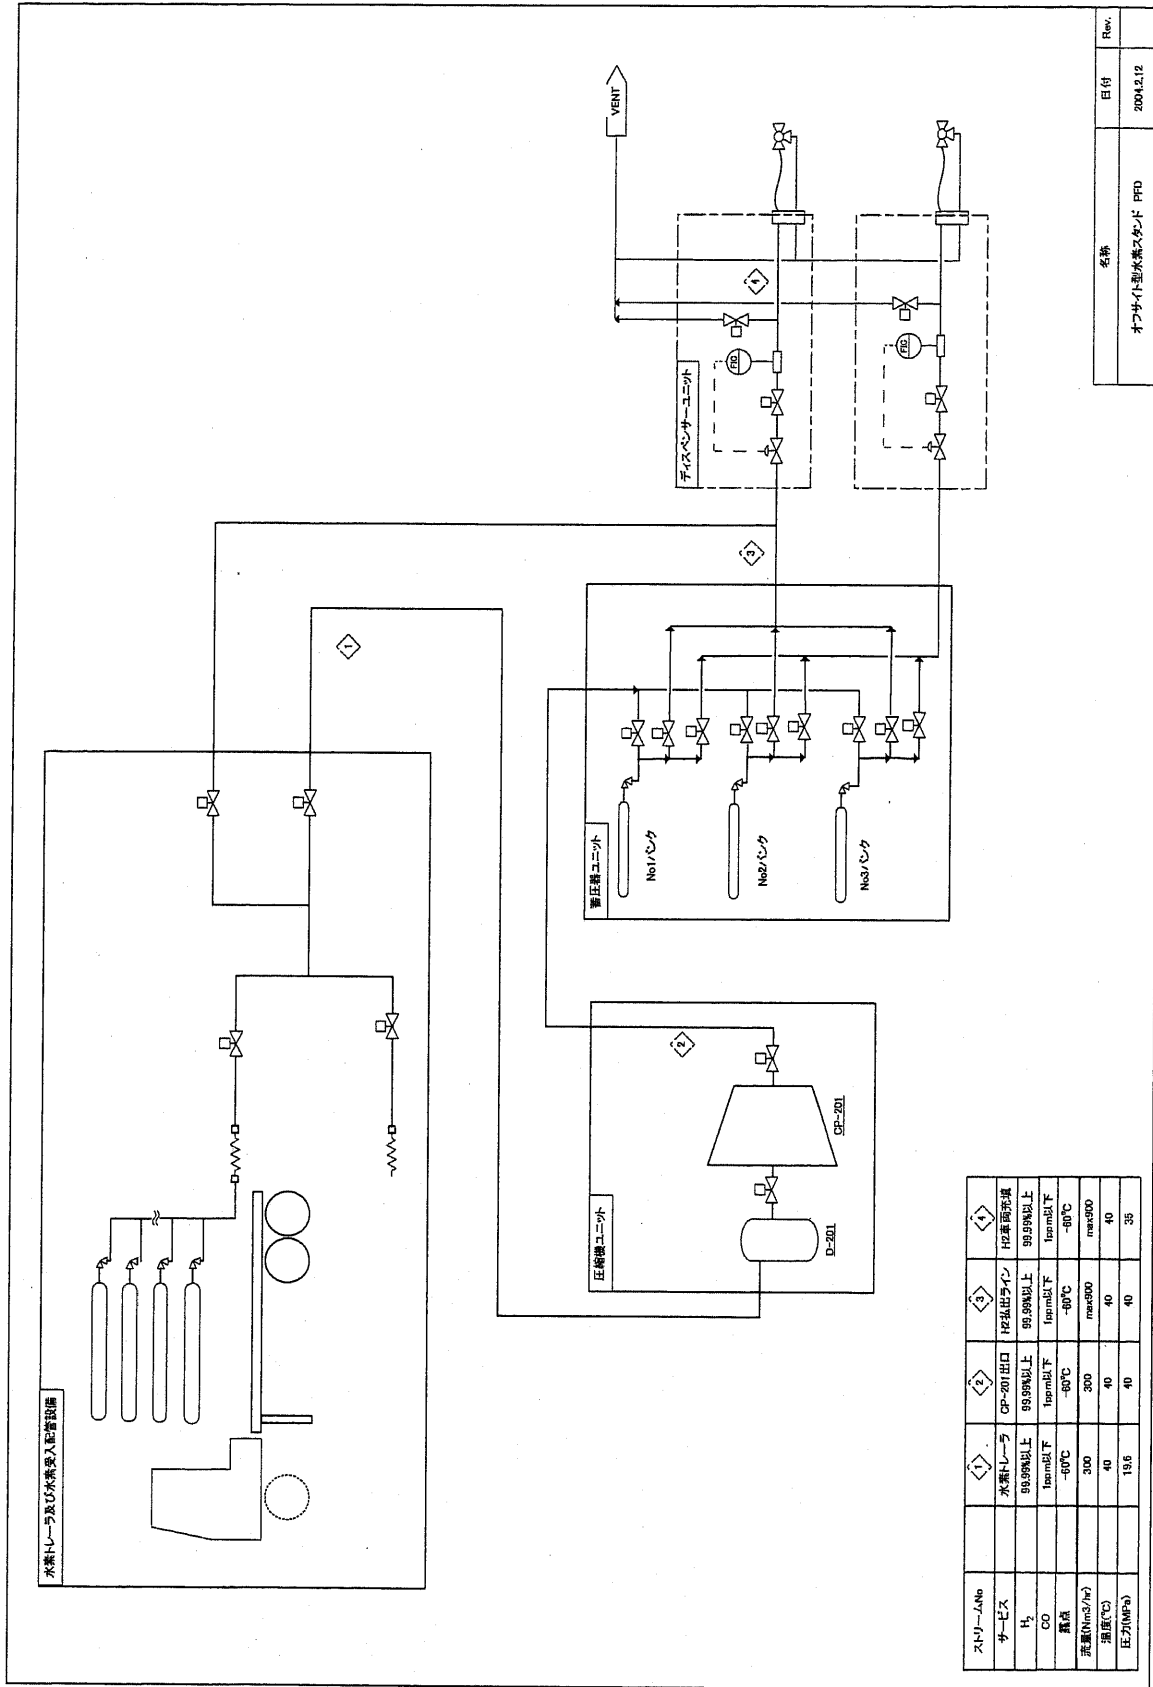 水素トレーラ及び水素受入配管設備
1
圧縮機ユニット
D-201
CP-201
2
蓄圧器ユニット
No1バンク
No2バンク
No3バンク
3
ディスペンサーユニット
FIC
FIC
4
VENT
ストリームNo 1 2 3 4
サービス 水素トレーラ CP-201出口 H2払出ライン H2車両充填
H2 99.99%以上 99.99%以上 99.99%以上 99.99%以上
CO 1ppm以下 1ppm以下 1ppm以下 1ppm以下
露点 -60℃ -60℃ -60℃ -60℃
流量(Nm3/hr) 300 300 max900 max900
温度(℃) 40 40 40 40
圧力(MPa) 19.6 40 40 35
名称 日付 Rev.
オフサイト型水素スタンド PFD 2004.2.12